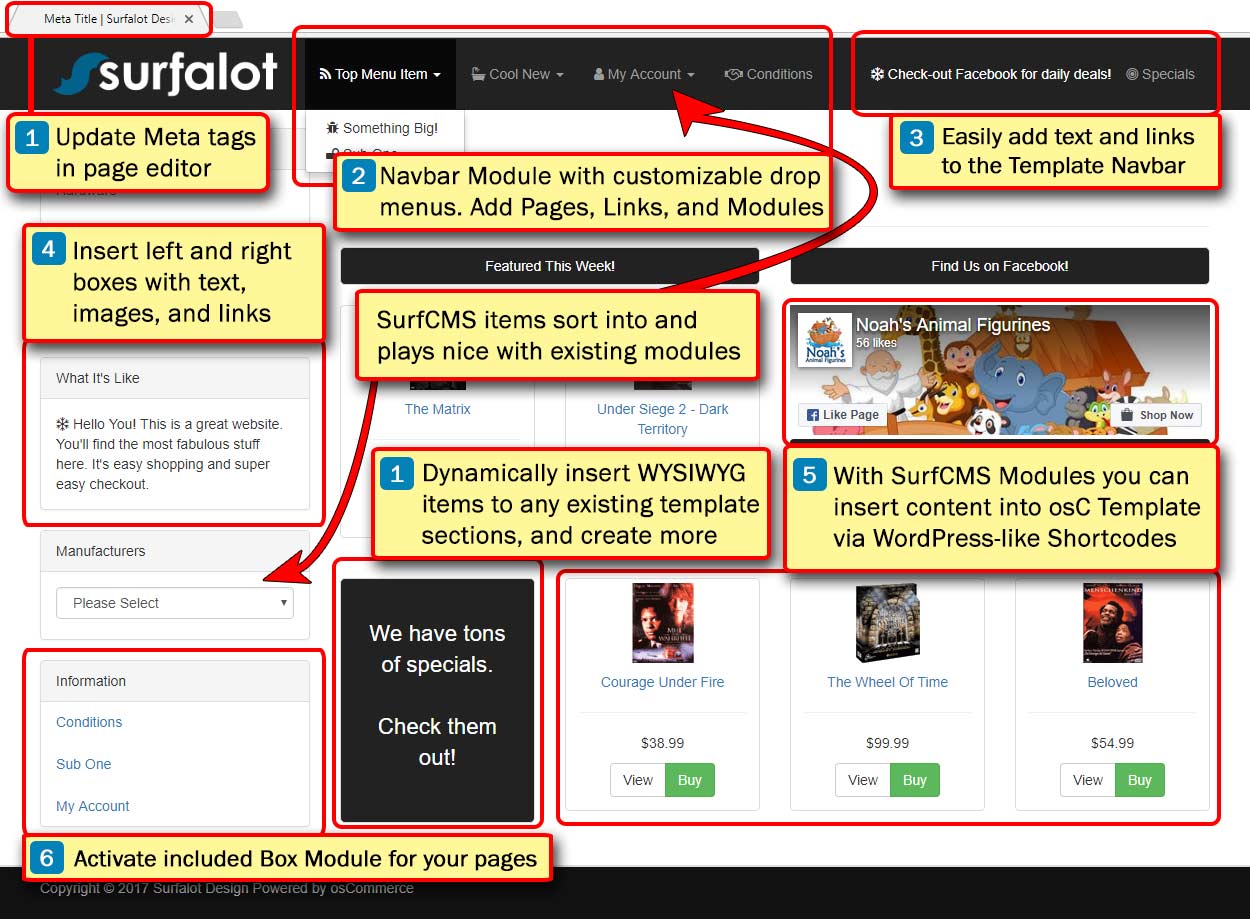 Meta Title | Surfalot Desi
surfalot
Top Menu Item
Cool New
My Account
Conditions
Check-out Facebook for daily deals!
Specials
Something Big!
Sub One
1 Update Meta tags
in page editor
2 Navbar Module with customizable drop
menus. Add Pages, Links, and Modules
3 Easily add text and links
to the Template Navbar
Hardware
4 Insert left and right
boxes with text,
images, and links
Featured This Week!
Find Us on Facebook!
SurfCMS items sort into and
plays nice with existing modules
Noah's Animal Figurines
56 likes
Noah's
Animal Figurines
Like Page
Shop Now
What It's Like
Hello You! This is a great website.
You'll find the most fabulous stuff
here. It's easy shopping and super
easy checkout.
The Matrix
Under Siege 2 - Dark
Territory
1 Dynamically insert WYSIWYG
items to any existing template
sections, and create more
5 With SurfCMS Modules you can
insert content into osC Template
via WordPress-like Shortcodes
Manufacturers
Please Select
We have tons
of specials.
Check them
out!
MENSCHENKIND
Courage Under Fire
The Wheel Of Time
Beloved
$38.99
$99.99
$54.99
View
Buy
View
Buy
View
Buy
Information
Conditions
Sub One
My Account
6 Activate included Box Module for your pages
Copyright © 2017 Surfalot Design Powered by osCommerce